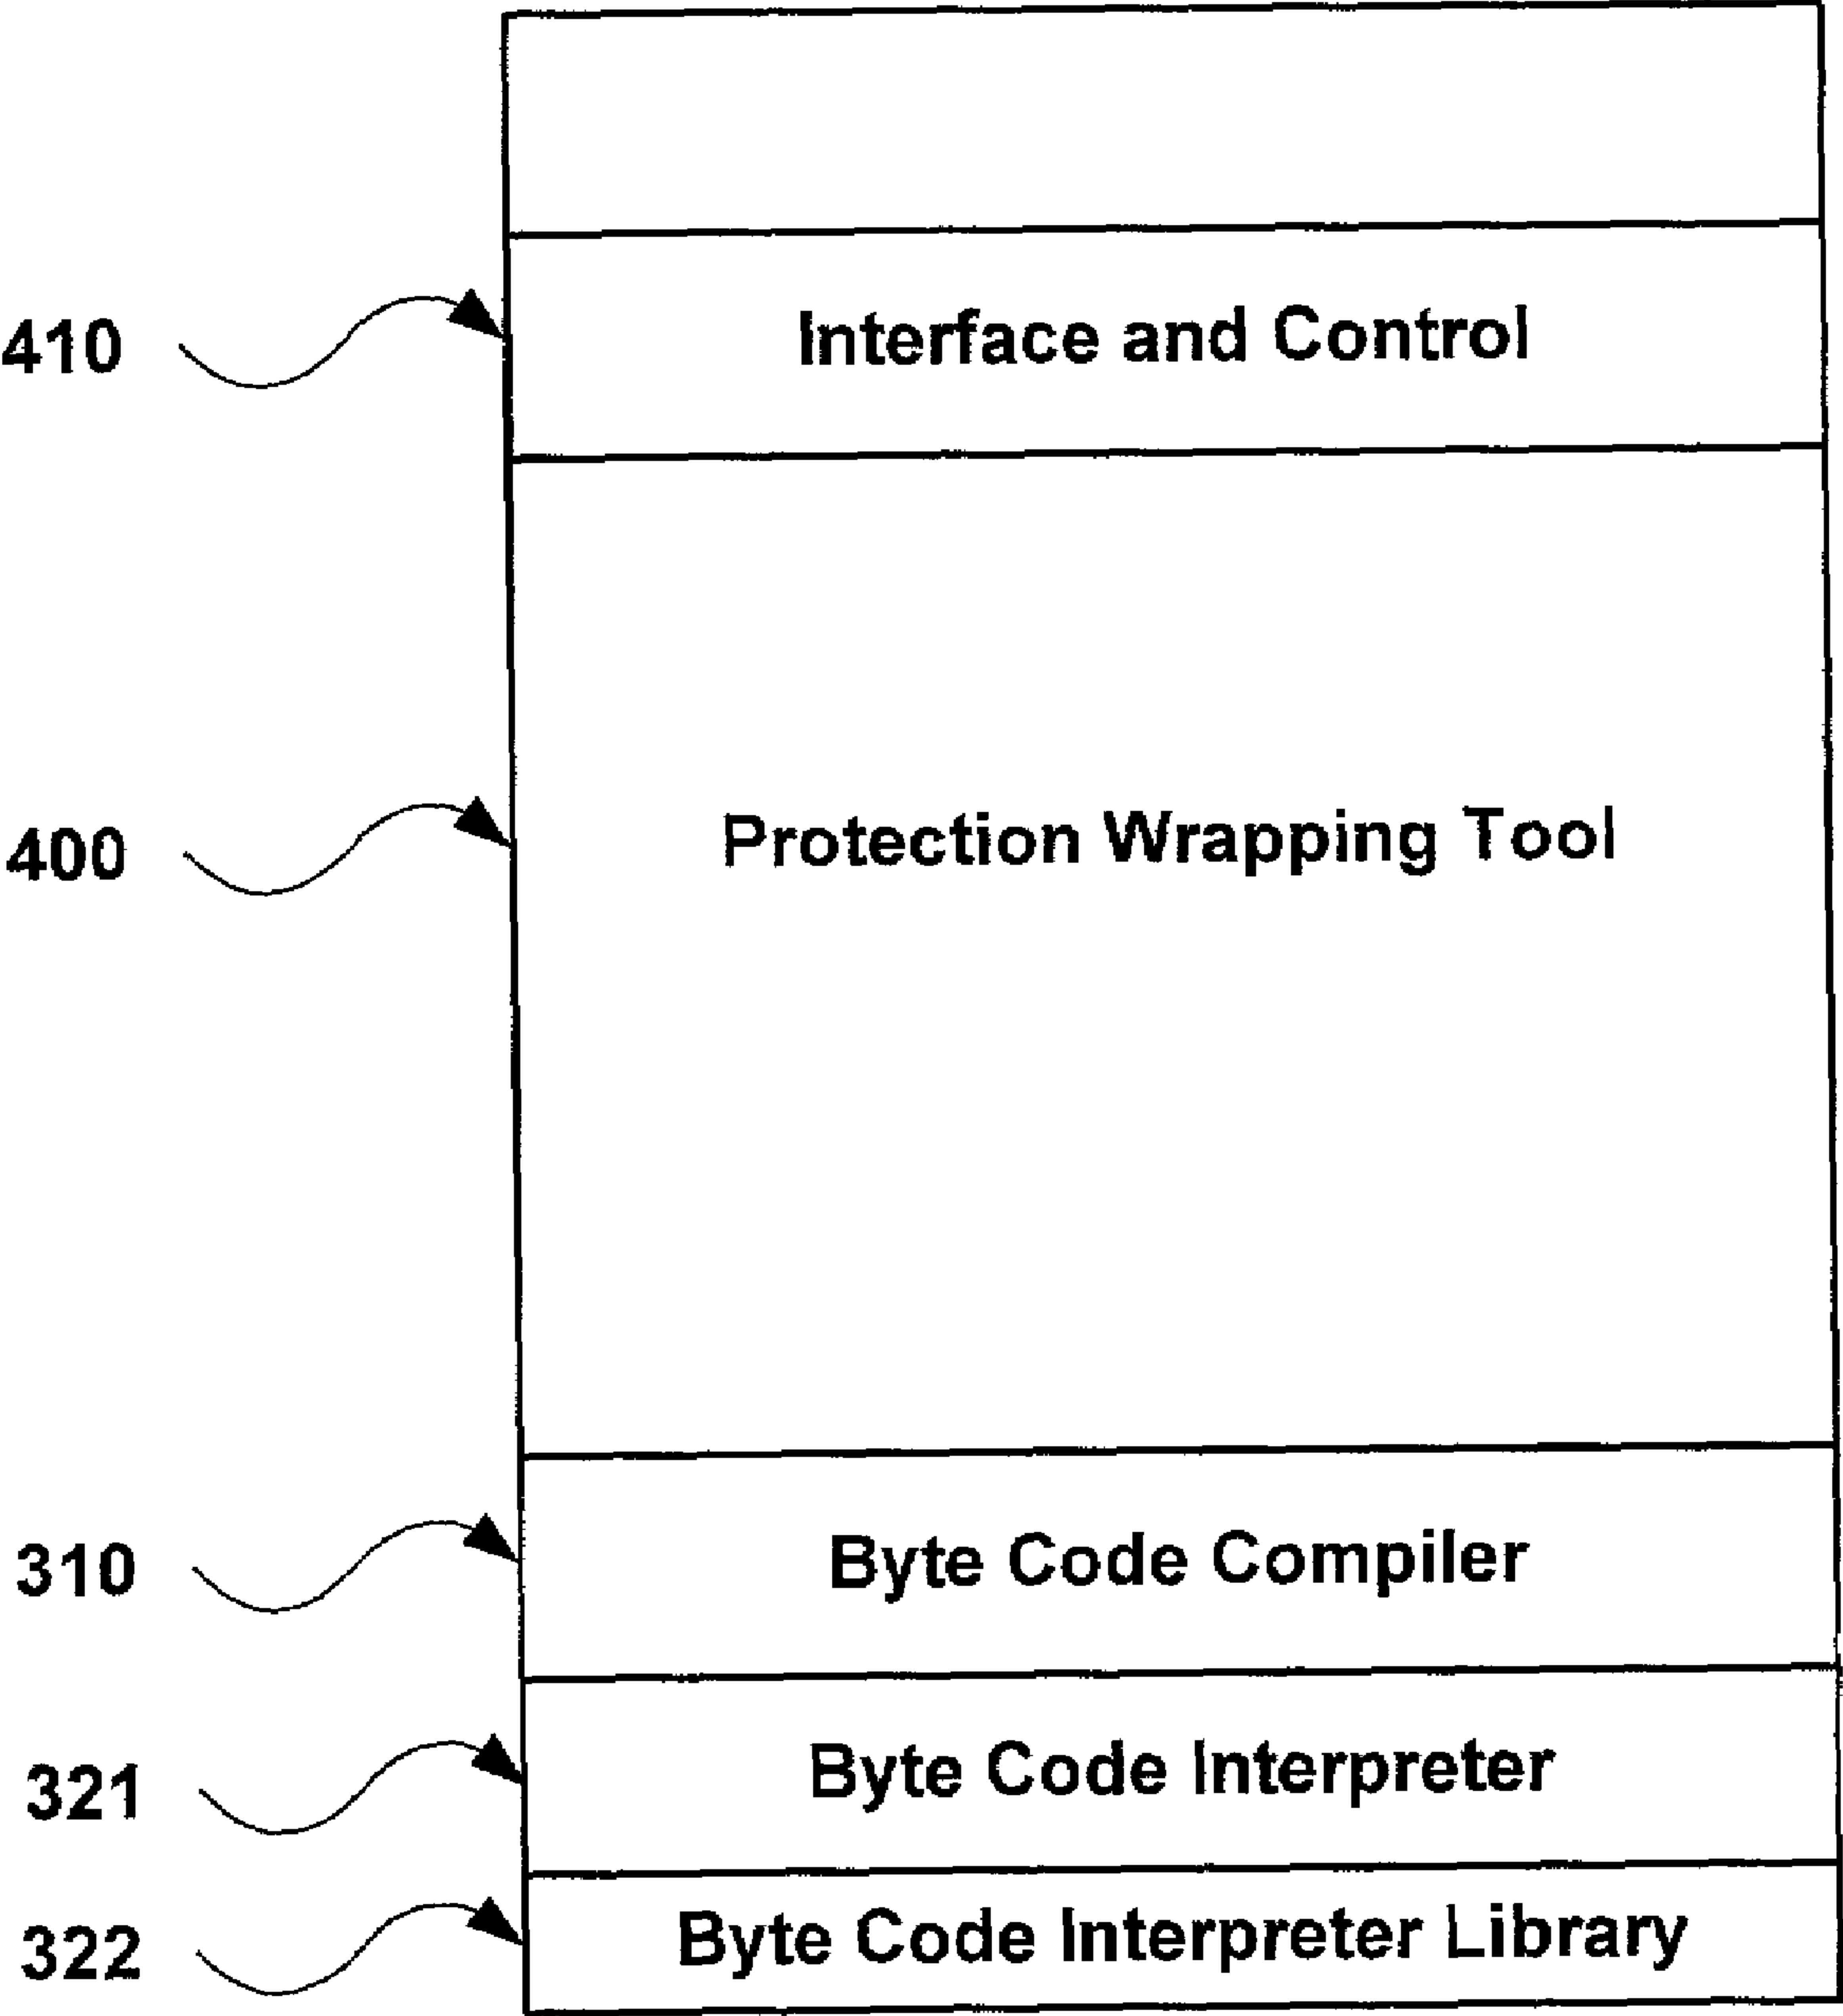 410 Interface and Control
400 Protection Wrapping Tool
310 Byte Code Compiler
321 Byte Code Interpreter
322 Byte Code Interpreter Library